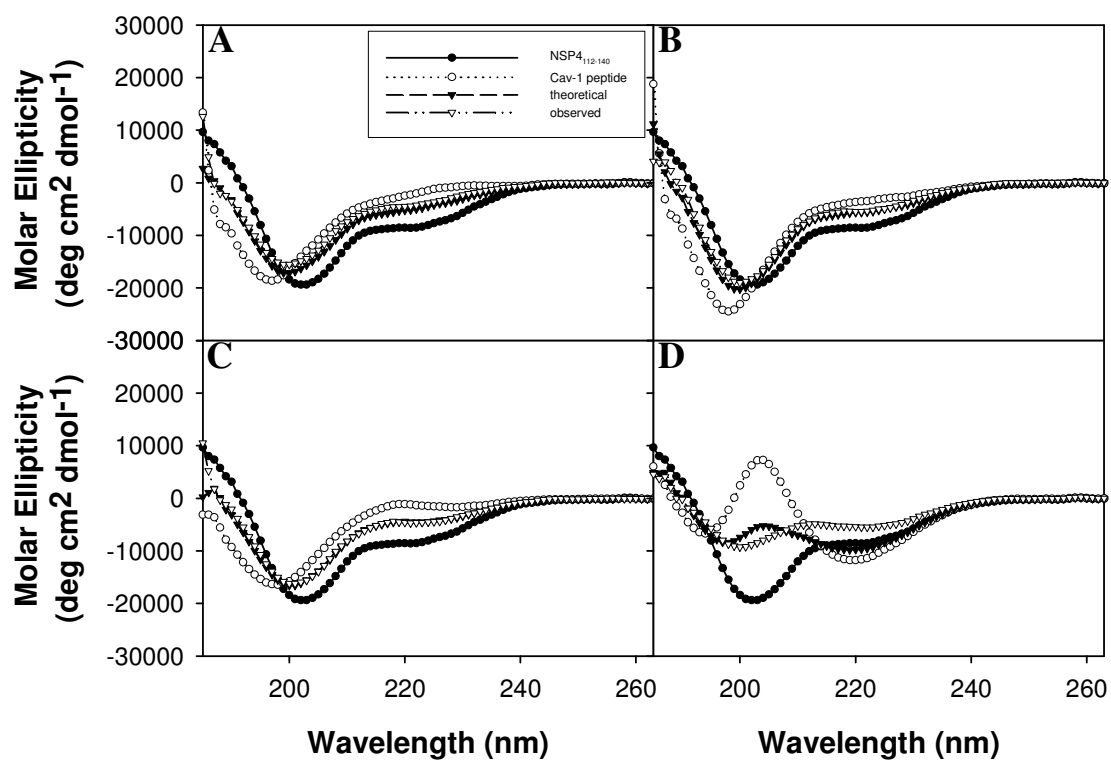 Molar Ellipticity
(deg cm2 dmol-1)
30000
20000
10000
0
-10000
-20000
-30000
A
NSP4112-140
Cav-1 peptide
theoretical
observed
B
Molar Ellipticity
(deg cm2 dmol-1)
20000
10000
0
-10000
-20000
-30000
C
D
200
220
240
260
200
220
240
260
Wavelength (nm)
Wavelength (nm)